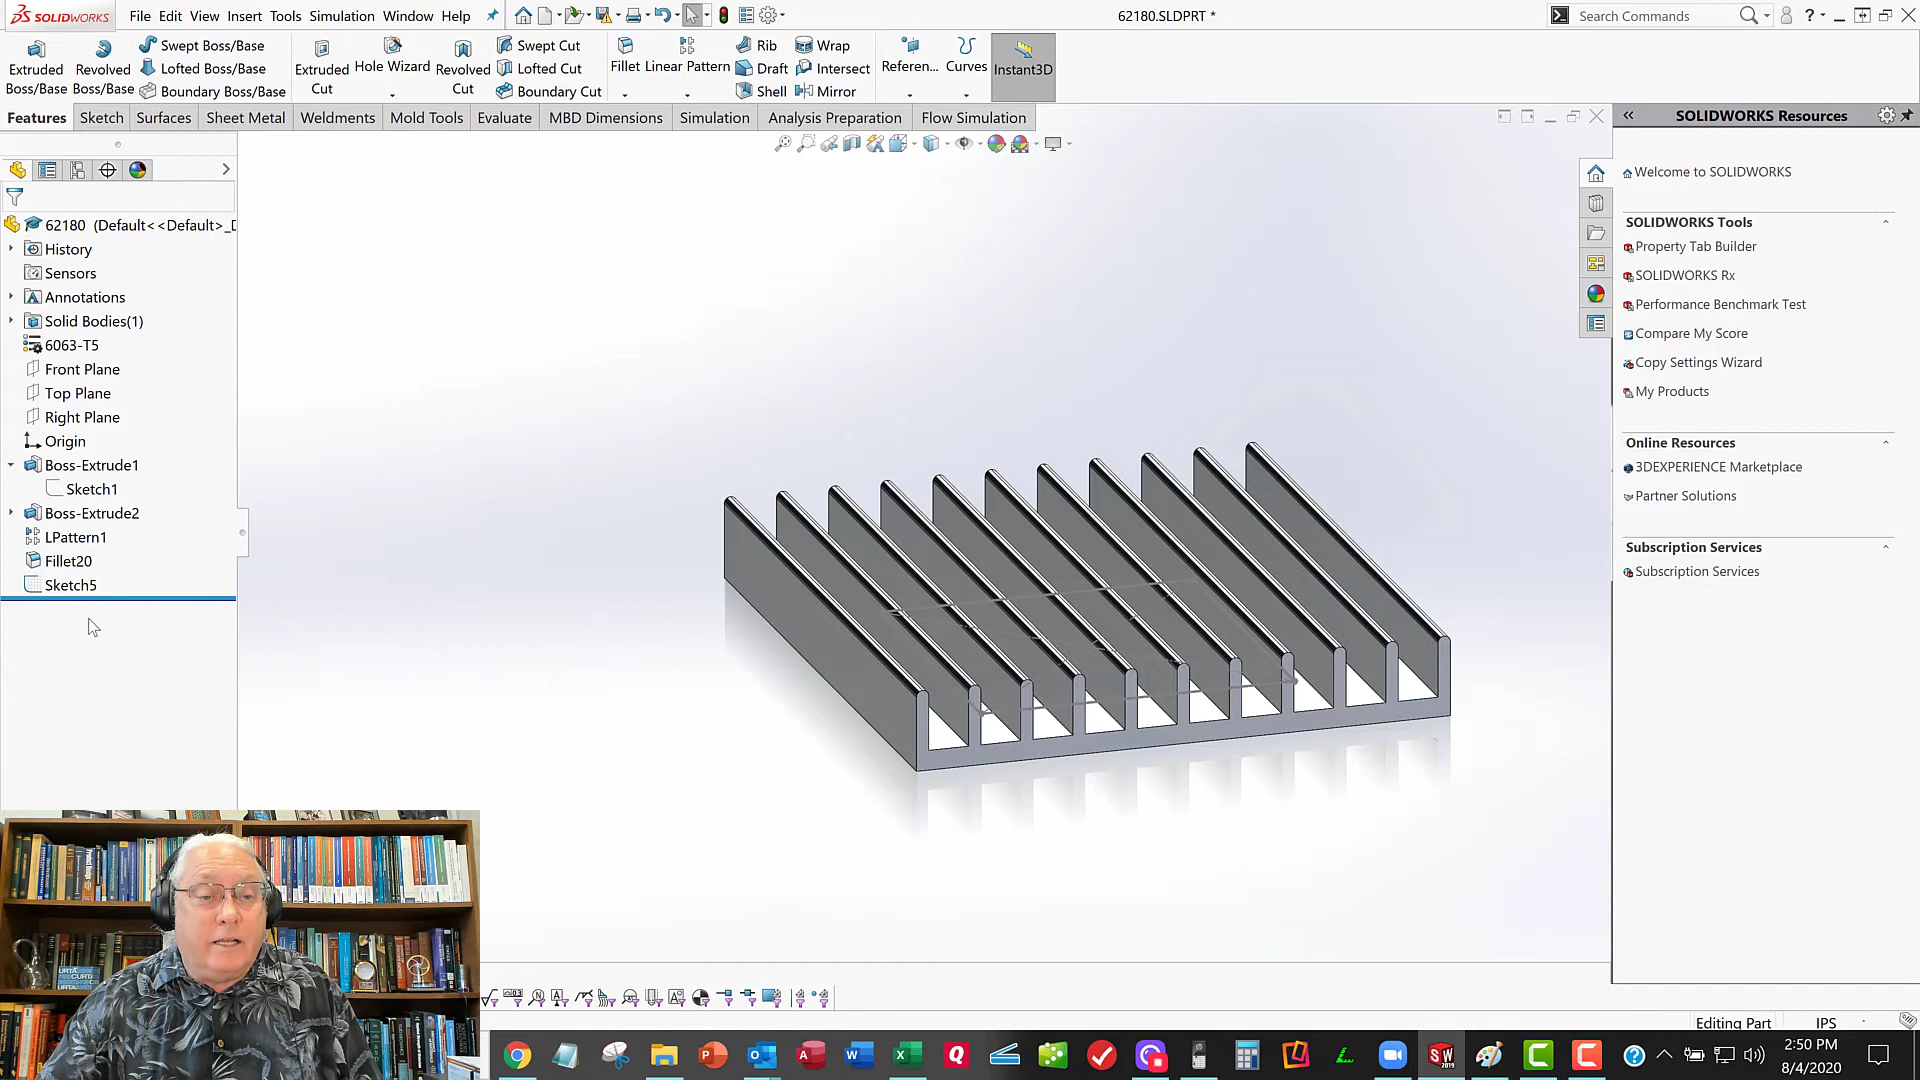 SOLIDWORKS File Edit View Insert Tools Simulation Window Help 62180.SLDPRT * Search Commands
Extruded Boss/Base
Revolved Boss/Base
Swept Boss/Base
Lofted Boss/Base
Boundary Boss/Base
Extruded Cut
Hole Wizard
Revolved Cut
Swept Cut
Lofted Cut
Boundary Cut
Fillet
Linear Pattern
Rib
Draft
Shell
Wrap
Intersect
Mirror
Referen...
Curves
Instant3D
Features Sketch Surfaces Sheet Metal Weldments Mold Tools Evaluate MBD Dimensions Simulation Analysis Preparation Flow Simulation
62180 (Default<<Default>_D
History
Sensors
Annotations
Solid Bodies(1)
6063-T5
Front Plane
Top Plane
Right Plane
Origin
Boss-Extrude1
Sketch1
Boss-Extrude2
LPattern1
Fillet20
Sketch5
SOLIDWORKS Resources
Welcome to SOLIDWORKS
SOLIDWORKS Tools
Property Tab Builder
SOLIDWORKS Rx
Performance Benchmark Test
Compare My Score
Copy Settings Wizard
My Products
Online Resources
3DEXPERIENCE Marketplace
Partner Solutions
Subscription Services
Subscription Services
Editing Part IPS
2:50 PM
8/4/2020